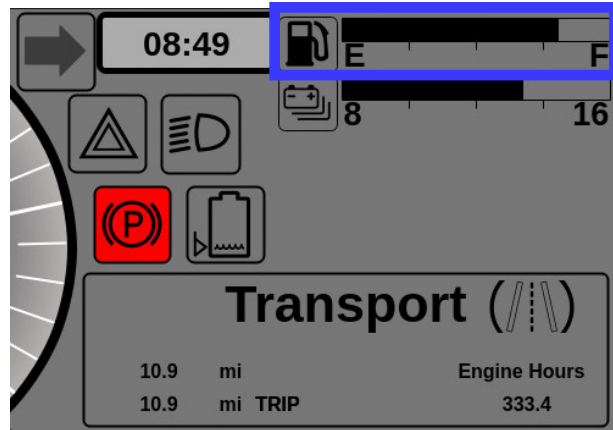 08:49
E F
8 16
P
Transport
10.9 mi Engine Hours
10.9 mi TRIP 333.4